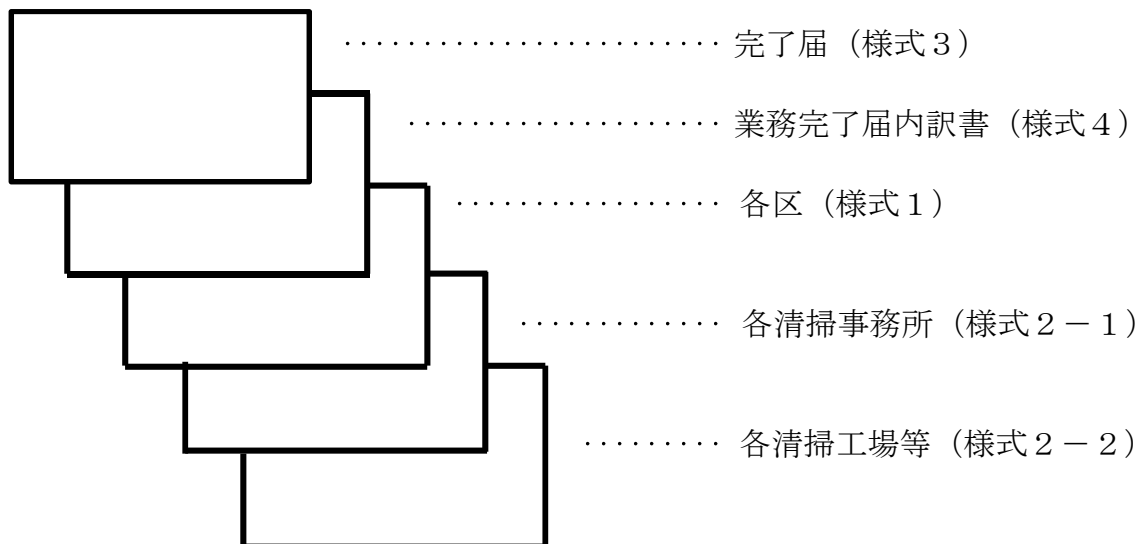 ······················· 完了届（様式３）
··················· 業務完了届内訳書（様式４）
················ 各区（様式１）
············· 各清掃事務所（様式２－１）
········· 各清掃工場等（様式２－２）